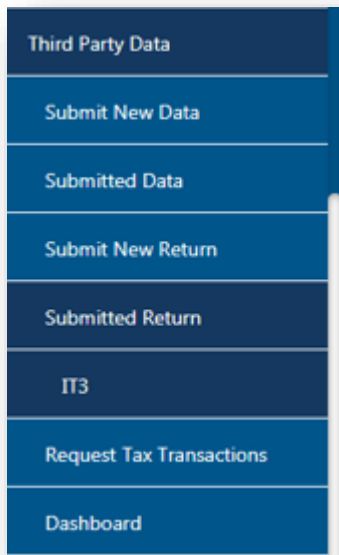 Third Party Data
Submit New Data
Submitted Data
Submit New Return
Submitted Return
IT3
Request Tax Transactions
Dashboard